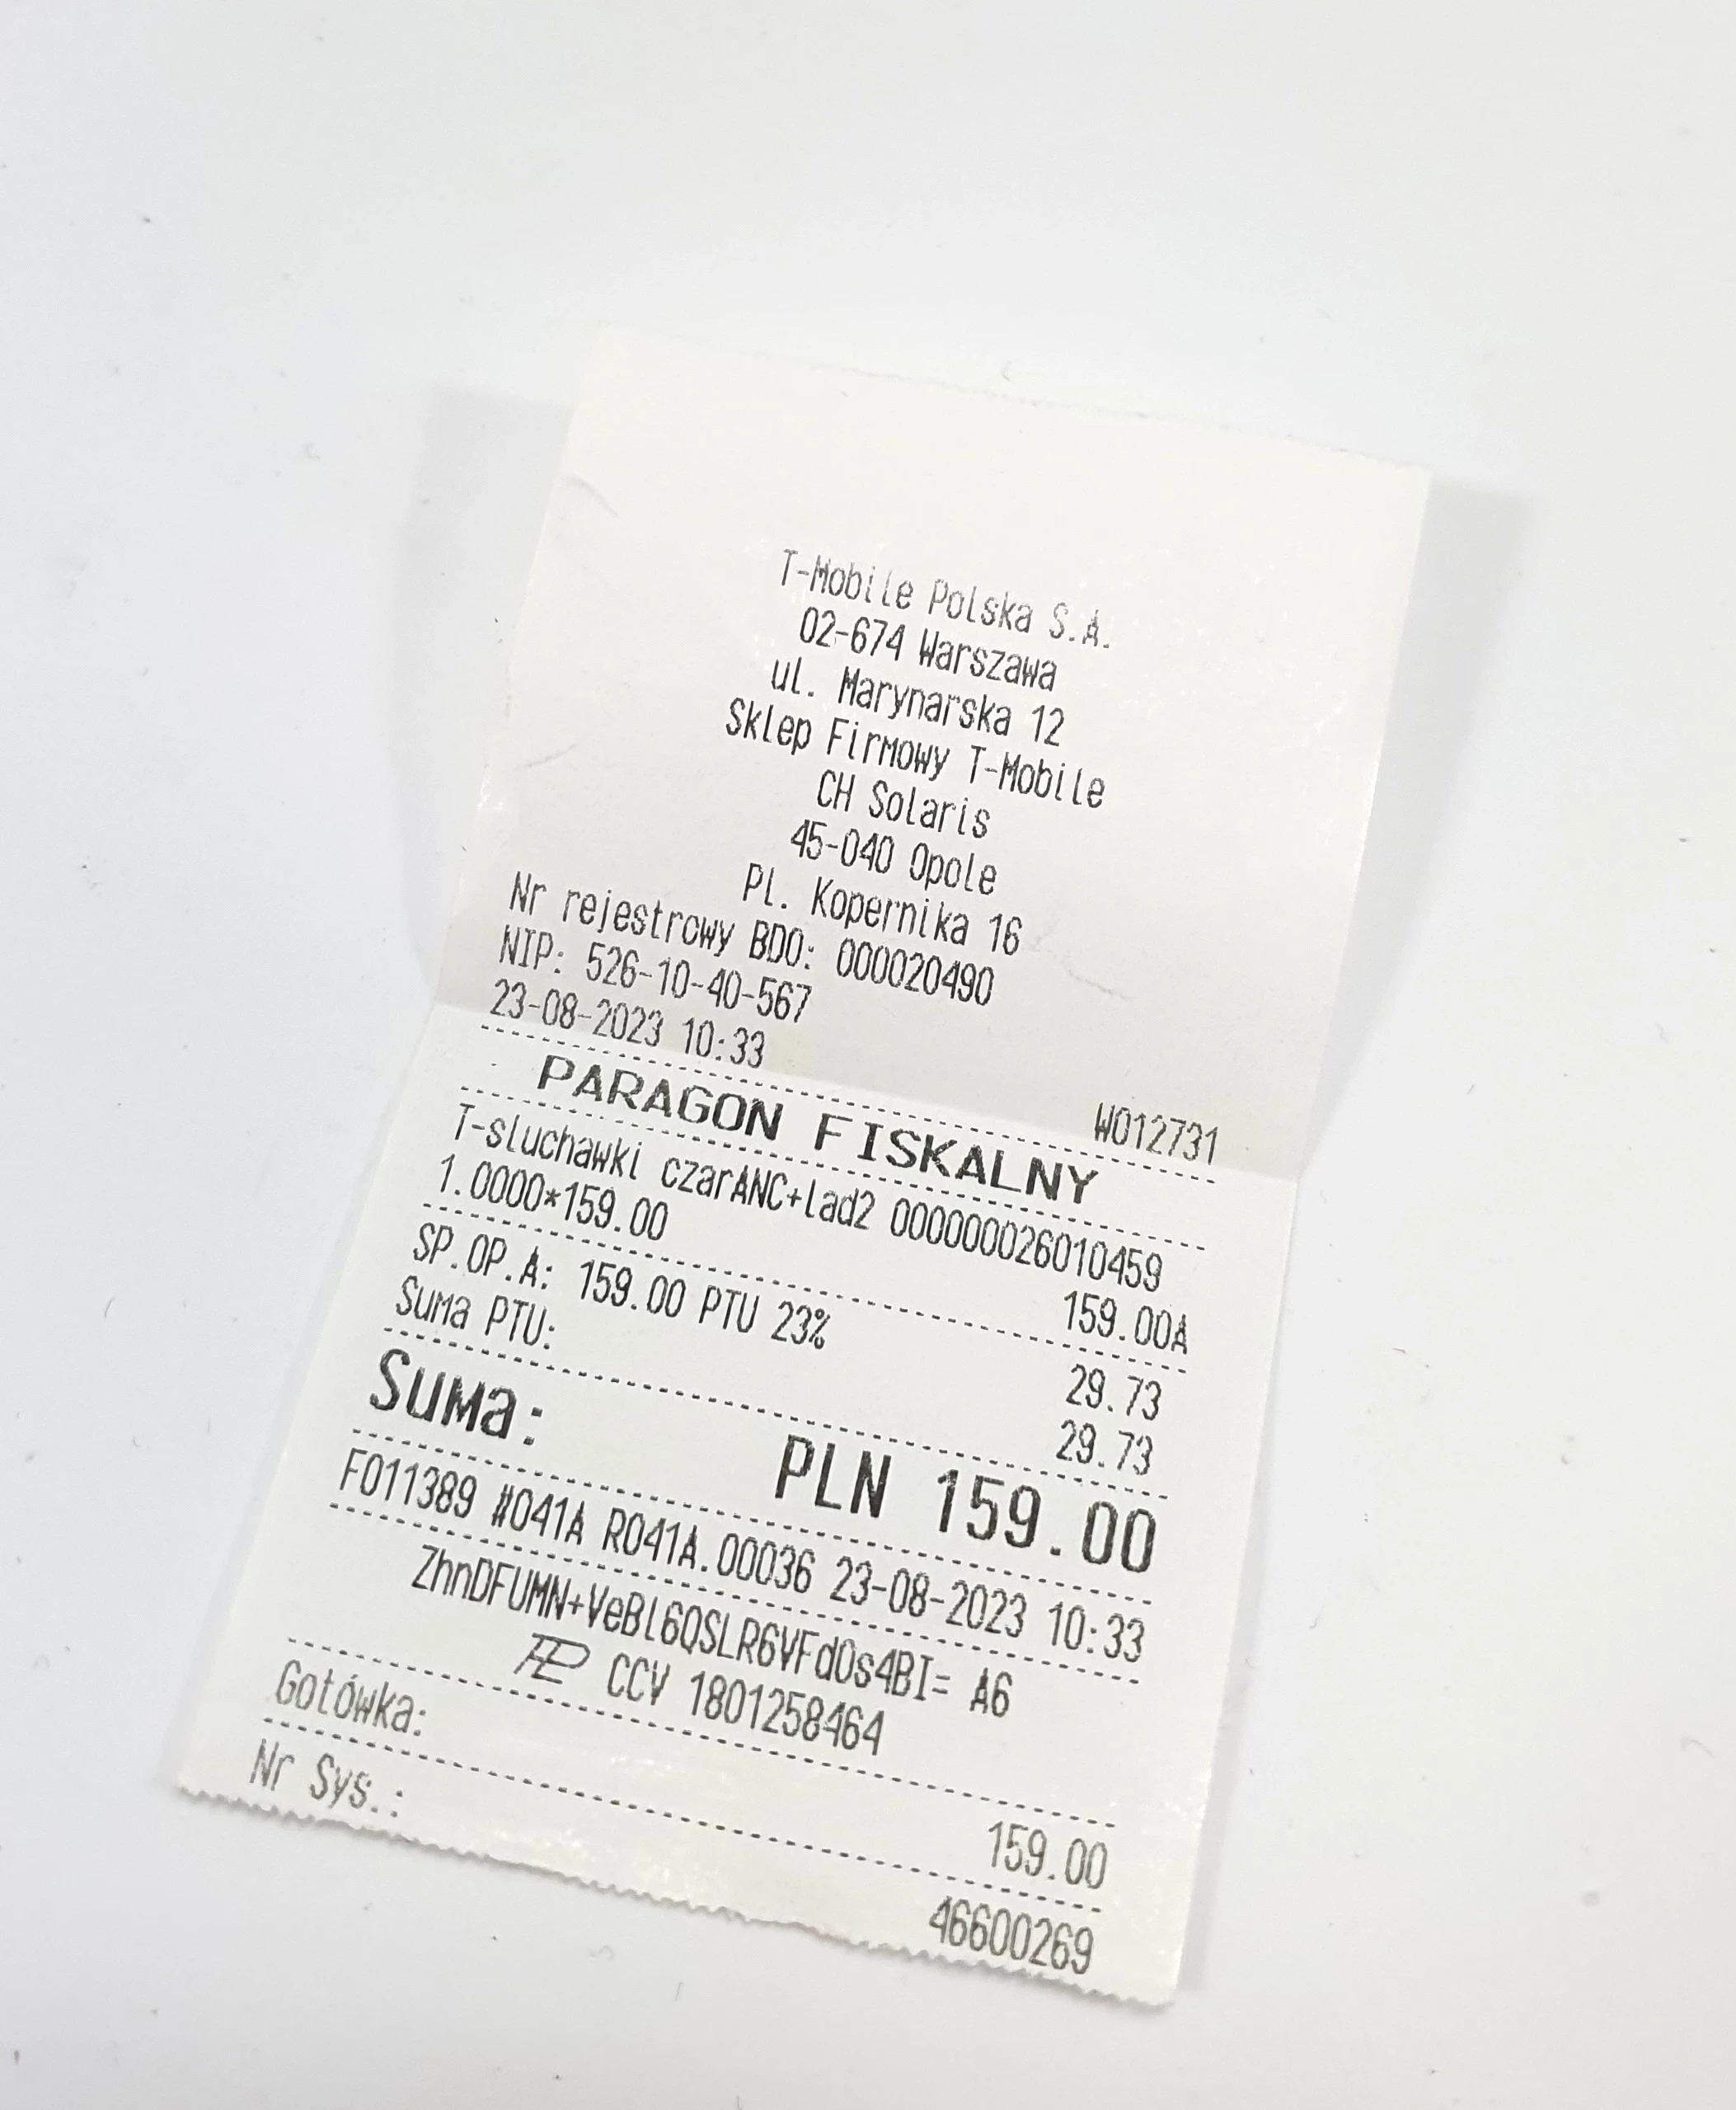 T-Mobile Polska S.A.
02-674 Warszawa
ul. Marynarska 12
Sklep Firmowy T-Mobile
CH Solaris
45-040 Opole
Pl. Kopernika 16
Nr rejestrowy BDO: 000020490
NIP: 526-10-40-567
23-08-2023 10:33 W012731
PARAGON FISKALNY
T-sluchawki czarANC+lad2 000000026010459
1.0000*159.00 159.00A
SP.OP.A: 159.00 PTU 23% 29.73
Suma PTU: 29.73
Suma: PLN 159.00
F011389 #041A R041A.00036 23-08-2023 10:33
ZhnDFUMN+VeBl6QSLR6VFdOs4BI= A6
CCV 1801258464
Gotówka: 159.00
Nr Sys.: 46600269